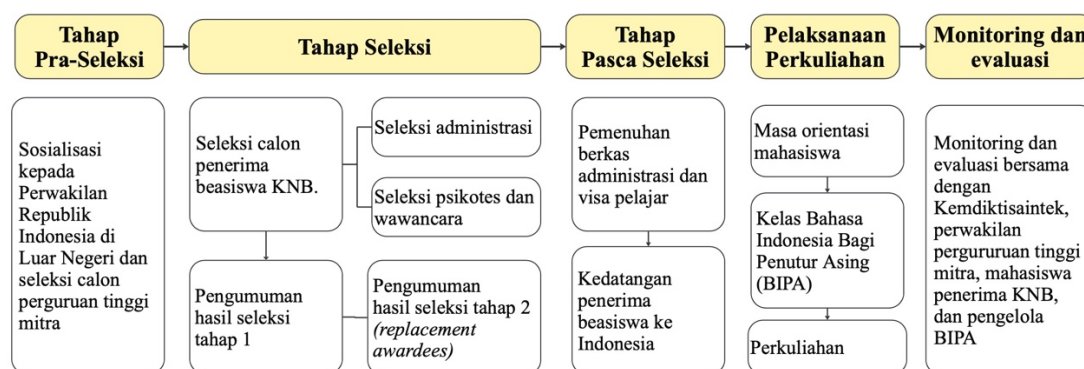 Tahap
Pra-Seleksi
Tahap Seleksi
Tahap
Pasca Seleksi
Pelaksanaan
Perkuliahan
Monitoring dan
evaluasi
Sosialisasi
kepada
Perwakilan
Republik
Indonesia di
Luar Negeri dan
seleksi calon
perguruan tinggi
mitra
Seleksi calon
penerima
beasiswa KNB.
Seleksi administrasi
Seleksi psikotes dan
wawancara
Pengumuman
hasil seleksi
tahap 1
Pengumuman
hasil seleksi tahap 2
(replacement
awardees)
Pemenuhan
berkas
administrasi dan
visa pelajar
Kedatangan
penerima
beasiswa ke
Indonesia
Masa orientasi
mahasiswa
Kelas Bahasa
Indonesia Bagi
Penutur Asing
(BIPA)
Perkuliahan
Monitoring dan
evaluasi bersama
dengan
Kemdiktisaintek,
perwakilan
pergururuan tinggi
mitra, mahasiswa
penerima KNB,
dan pengelola
BIPA